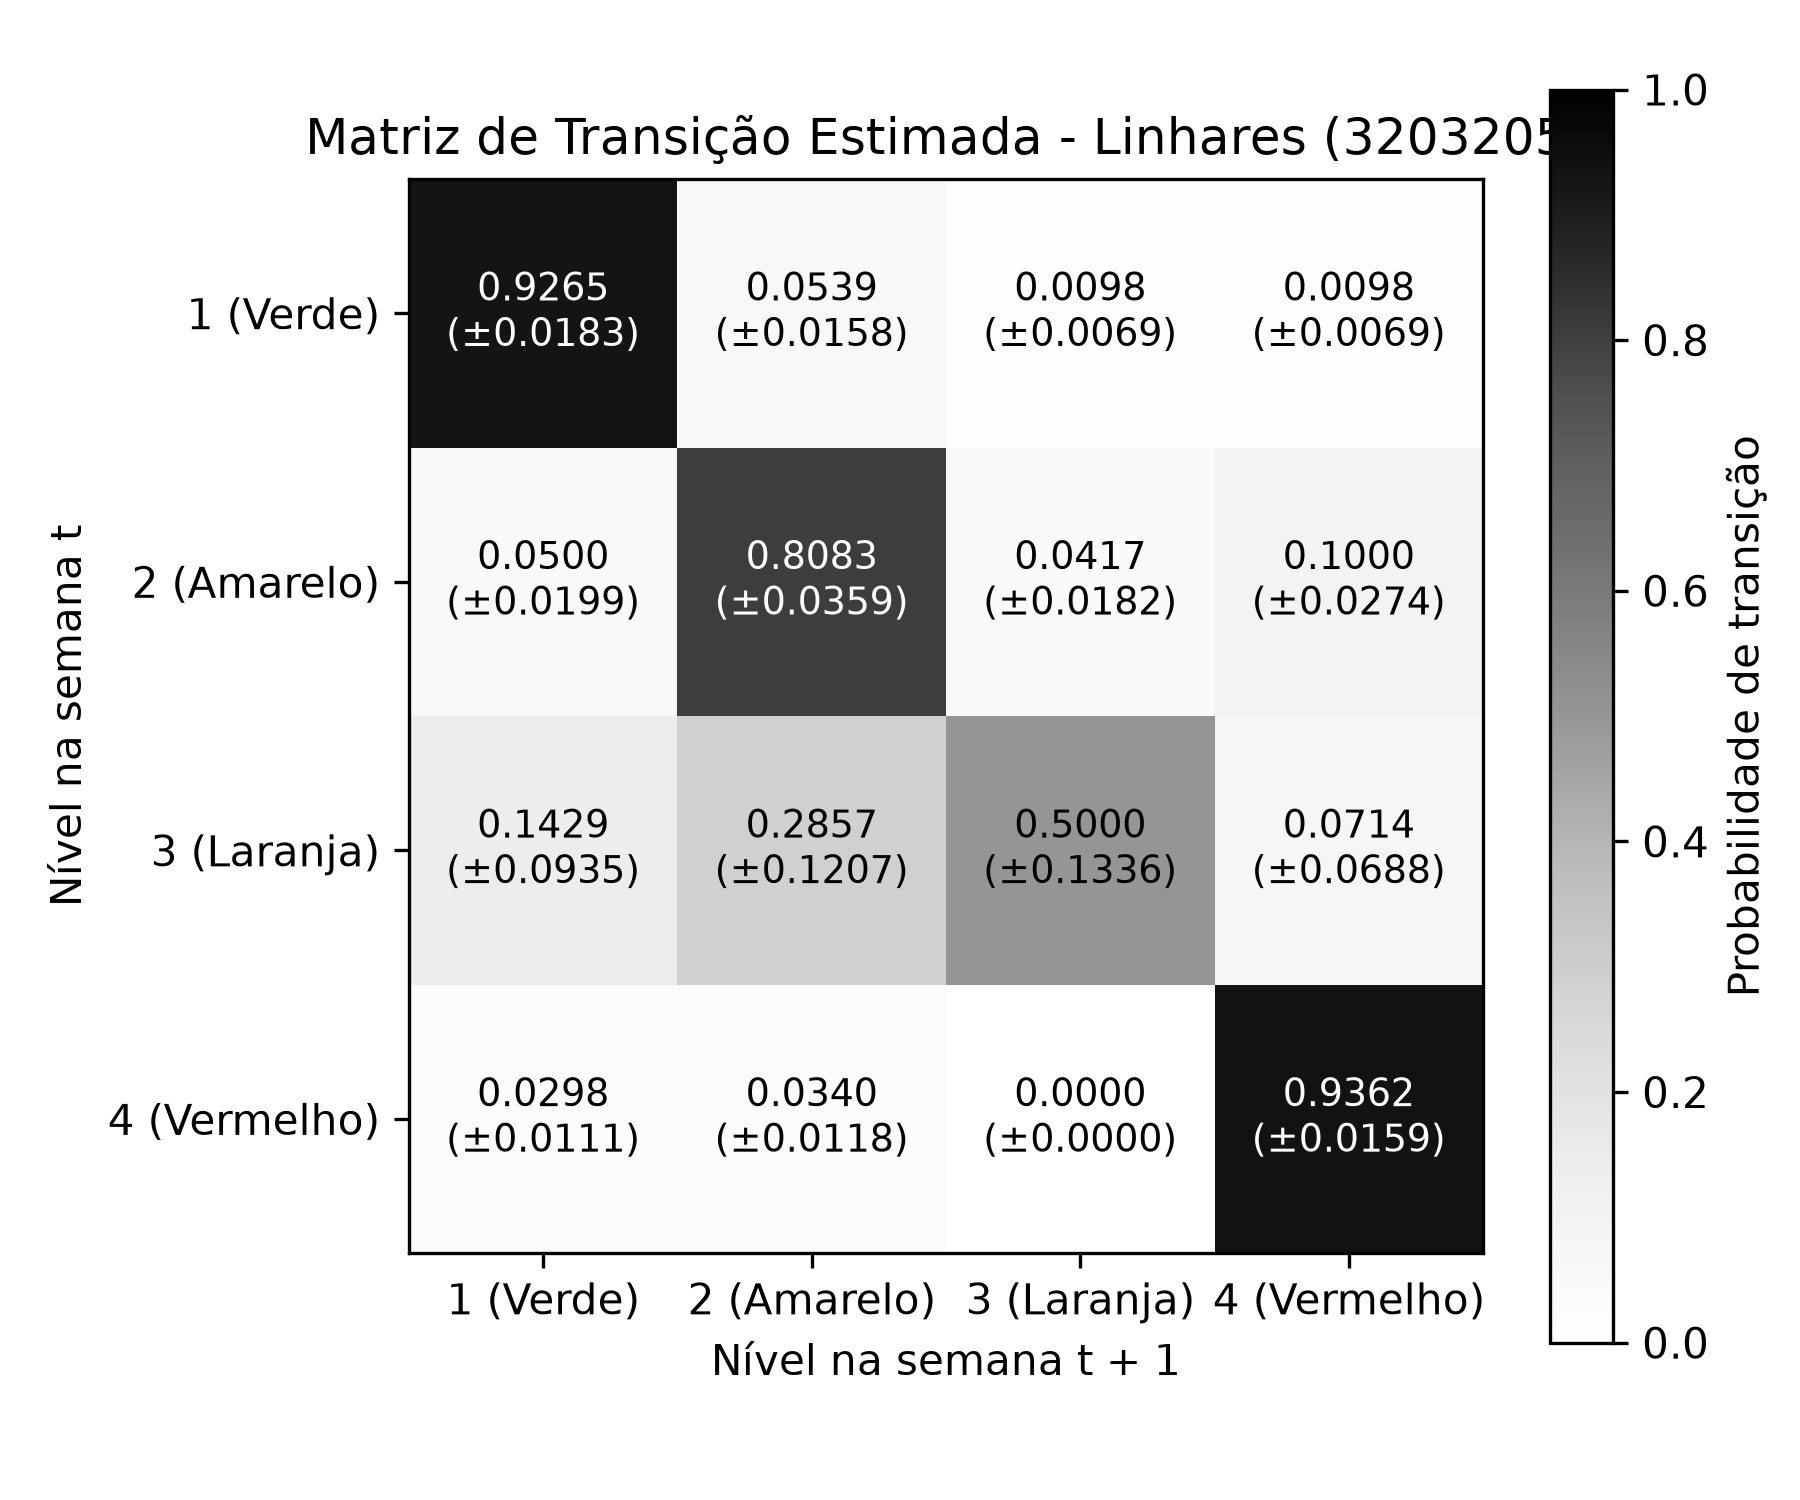 Matriz de Transição Estimada - Linhares (3203205
1.0
0.8
0.6
0.4
0.2
0.0
Probabilidade de transição
Nível na semana t
1 (Verde)
0.9265 0.0539 0.0098 0.0098
(±0.0183) (±0.0158) (±0.0069) (±0.0069)
2 (Amarelo)
0.0500 0.8083 0.0417 0.1000
(±0.0199) (±0.0359) (±0.0182) (±0.0274)
3 (Laranja)
0.1429 0.2857 0.5000 0.0714
(±0.0935) (±0.1207) (±0.1336) (±0.0688)
4 (Vermelho)
0.0298 0.0340 0.0000 0.9362
(±0.0111) (±0.0118) (±0.0000) (±0.0159)
1 (Verde) 2 (Amarelo) 3 (Laranja) 4 (Vermelho)
Nível na semana t + 1